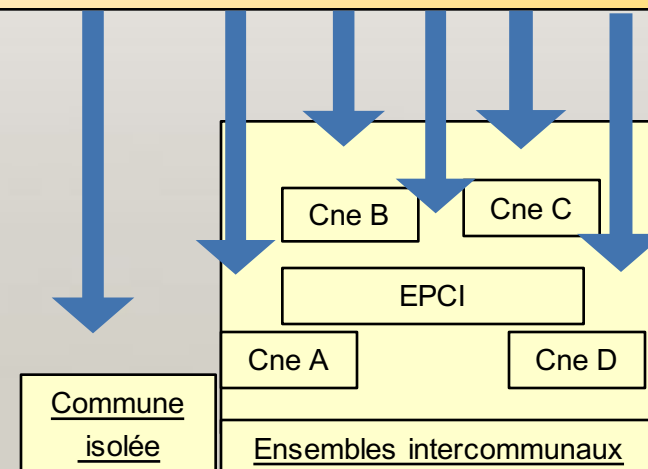 Cne B
Cne C
EPCI
Cne A
Cne D
Commune
isolée
Ensembles intercommunaux